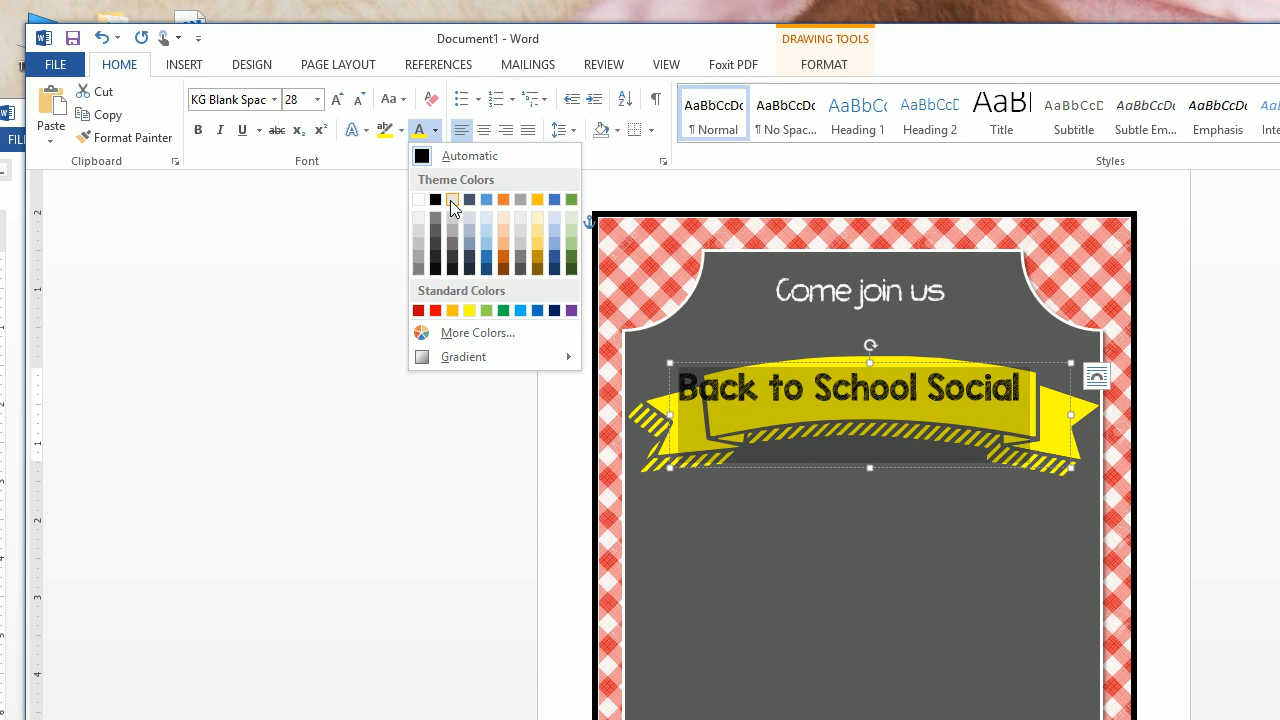 Document1 - Word
DRAWING TOOLS
FILE HOME INSERT DESIGN PAGE LAYOUT REFERENCES MAILINGS REVIEW VIEW Foxit PDF FORMAT
Cut
Copy
Format Painter
Paste
Clipboard
KG Blank Spac 28
Font
AaBbCcDc AaBbCcDc AaBbCc AaBbCcD AaB AaBbCcD AaBbCcDc AaBbCcDc
¶ Normal ¶ No Spac... Heading 1 Heading 2 Title Subtitle Subtle Em... Emphasis Inte
Styles
Automatic
Theme Colors
Standard Colors
More Colors...
Gradient
Come join us
Back to School Social